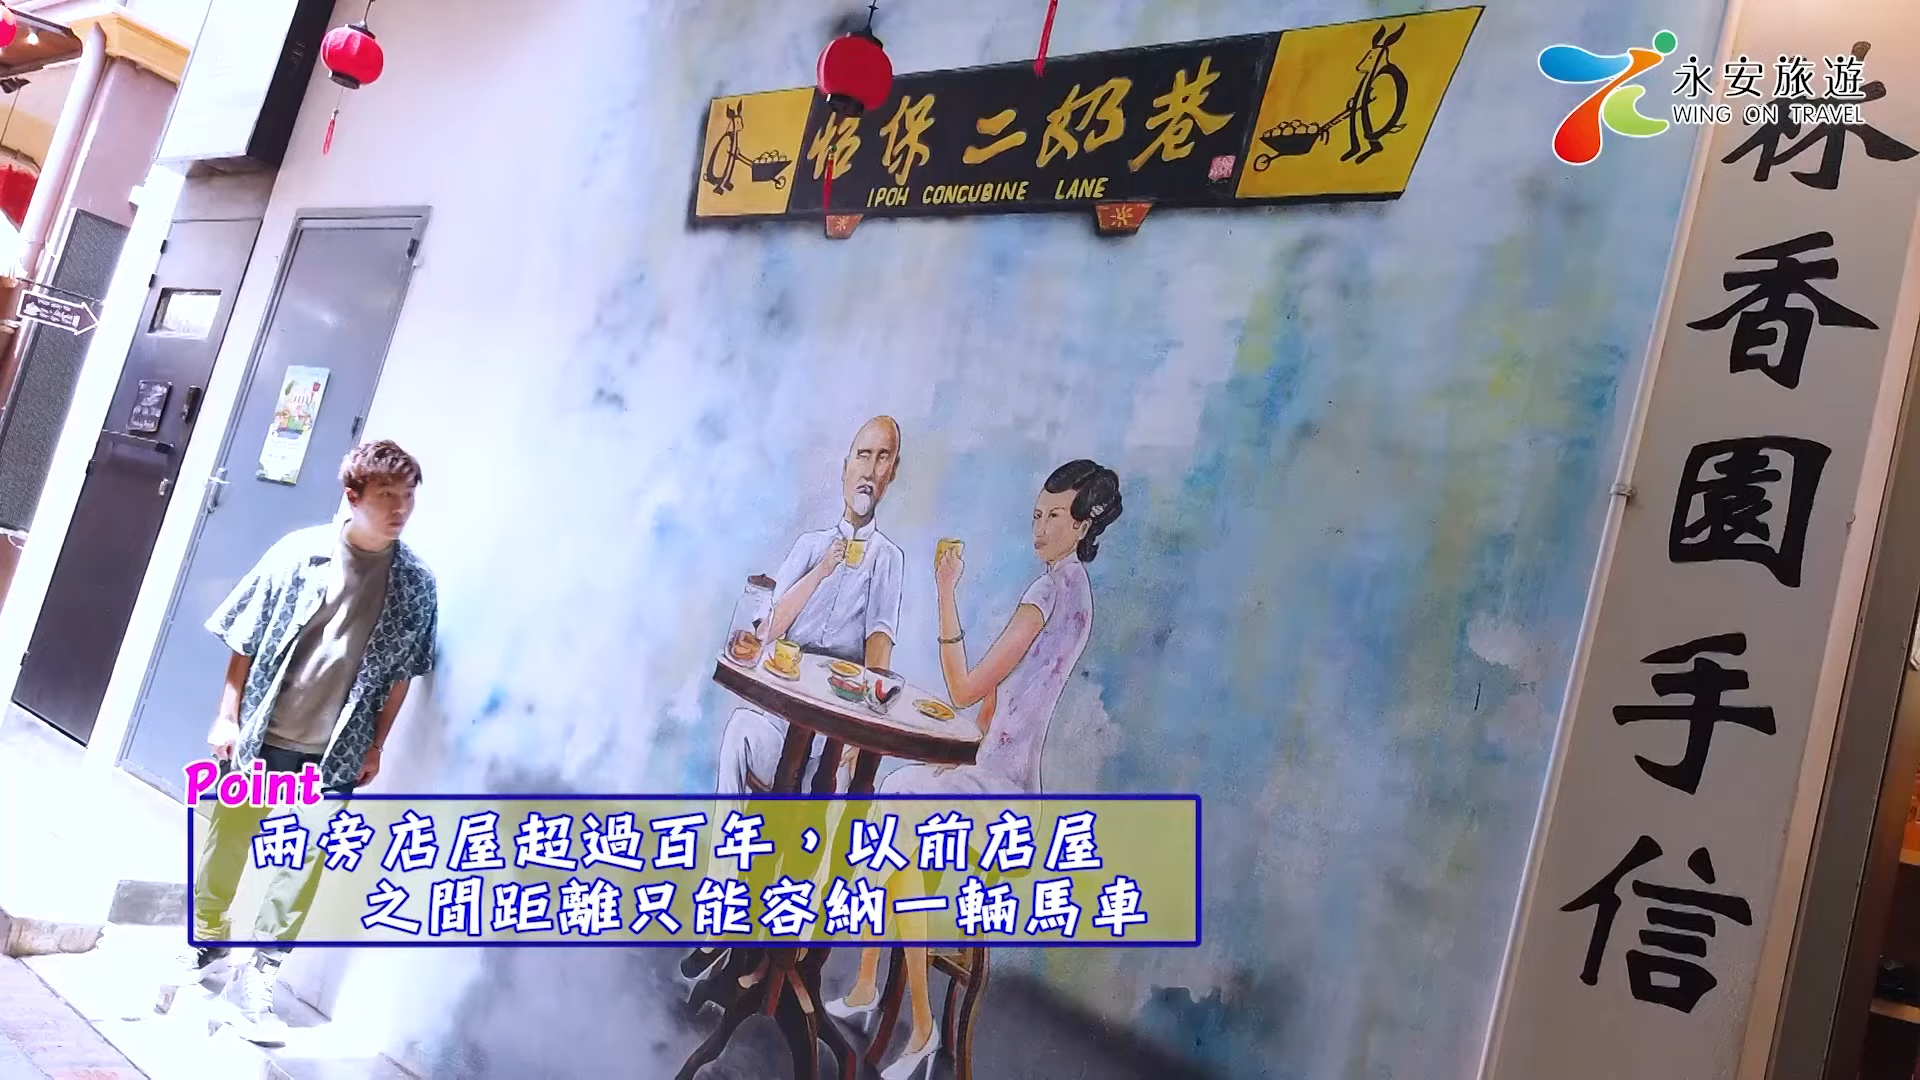 永安旅遊
WING ON TRAVEL
怡保二奶巷
IPOH CONCUBINE LANE
林香園手信
Point
兩旁店屋超過百年，以前店屋
之間距離只能容納一輛馬車